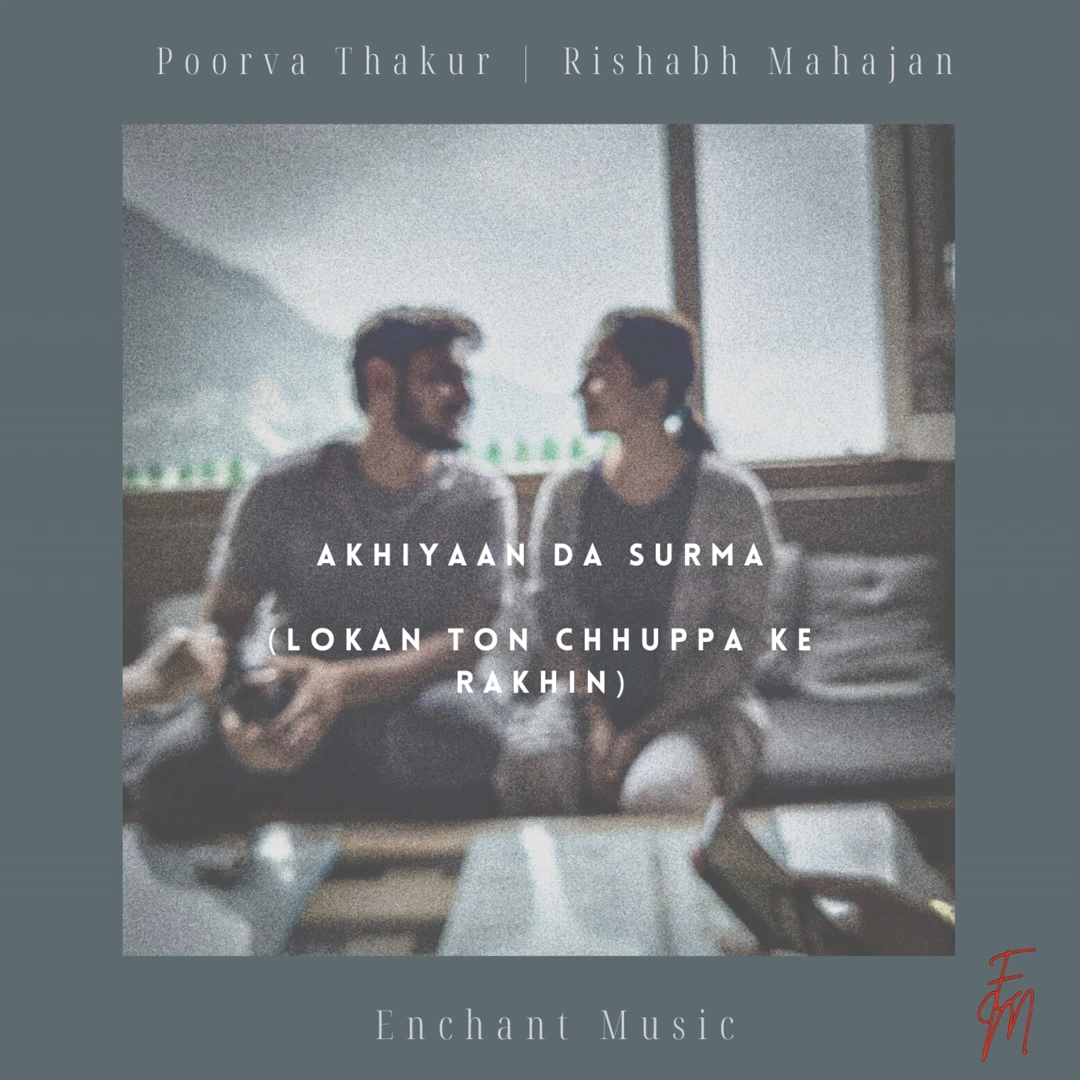 Poorva Thakur | Rishabh Mahajan
AKHIYAAN DA SURMA
(LOKAN TON CHHUPPA KE
RAKHIN)
Enchant Music
EM